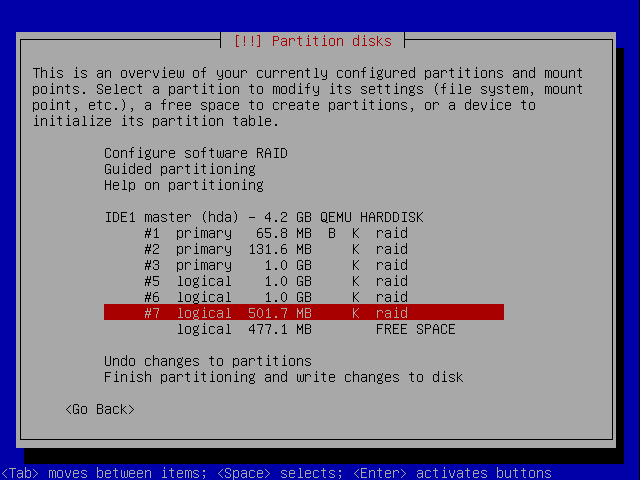 [!!] Partition disks
This is an overview of your currently configured partitions and mount
points. Select a partition to modify its settings (file system, mount
point, etc.), a free space to create partitions, or a device to
initialize its partition table.
Configure software RAID
Guided partitioning
Help on partitioning
IDE1 master (hda) - 4.2 GB QEMU HARDDISK
#1 primary 65.8 MB B K raid
#2 primary 131.6 MB K raid
#3 primary 1.0 GB K raid
#5 logical 1.0 GB K raid
#6 logical 1.0 GB K raid
#7 logical 501.7 MB K raid
logical 477.1 MB FREE SPACE
Undo changes to partitions
Finish partitioning and write changes to disk
<Go Back>
<Tab> moves between items; <Space> selects; <Enter> activates buttons